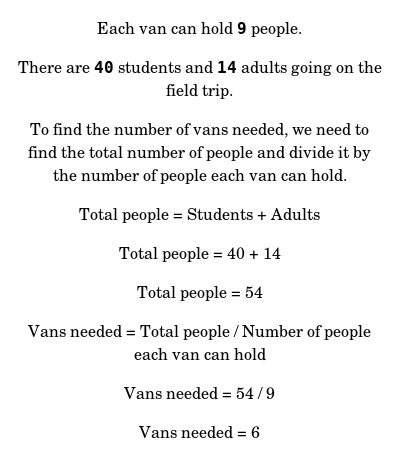 Each van can hold 9 people.
There are 40 students and 14 adults going on the
field trip.
To find the number of vans needed, we need to
find the total number of people and divide it by
the number of people each van can hold.
Total people = Students + Adults
Total people = 40 + 14
Total people = 54
Vans needed = Total people / Number of people
each van can hold
Vans needed = 54 / 9
Vans needed = 6